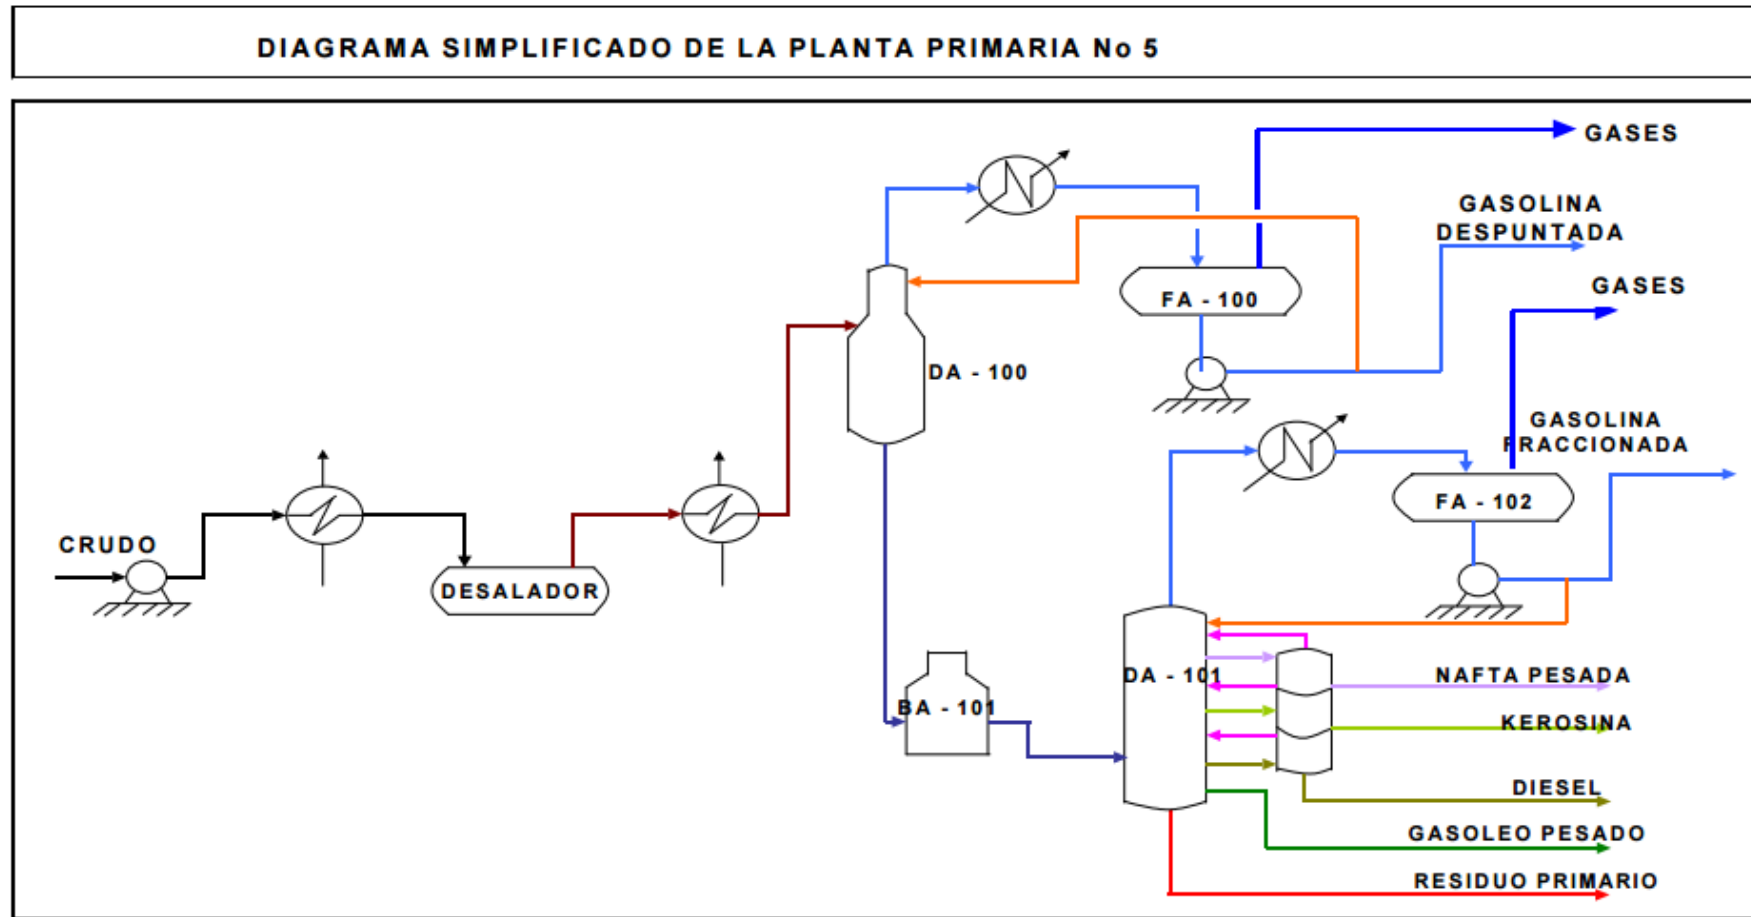 DIAGRAMA SIMPLIFICADO DE LA PLANTA PRIMARIA No 5
GASES
GASOLINA
DESPUNTADA
GASES
FA - 100
DA - 100
GASOLINA
FRACCIONADA
FA - 102
CRUDO
DESALADOR
DA - 101
BA - 101
NAFTA PESADA
KEROSINA
DIESEL
GASOLEO PESADO
RESIDUO PRIMARIO